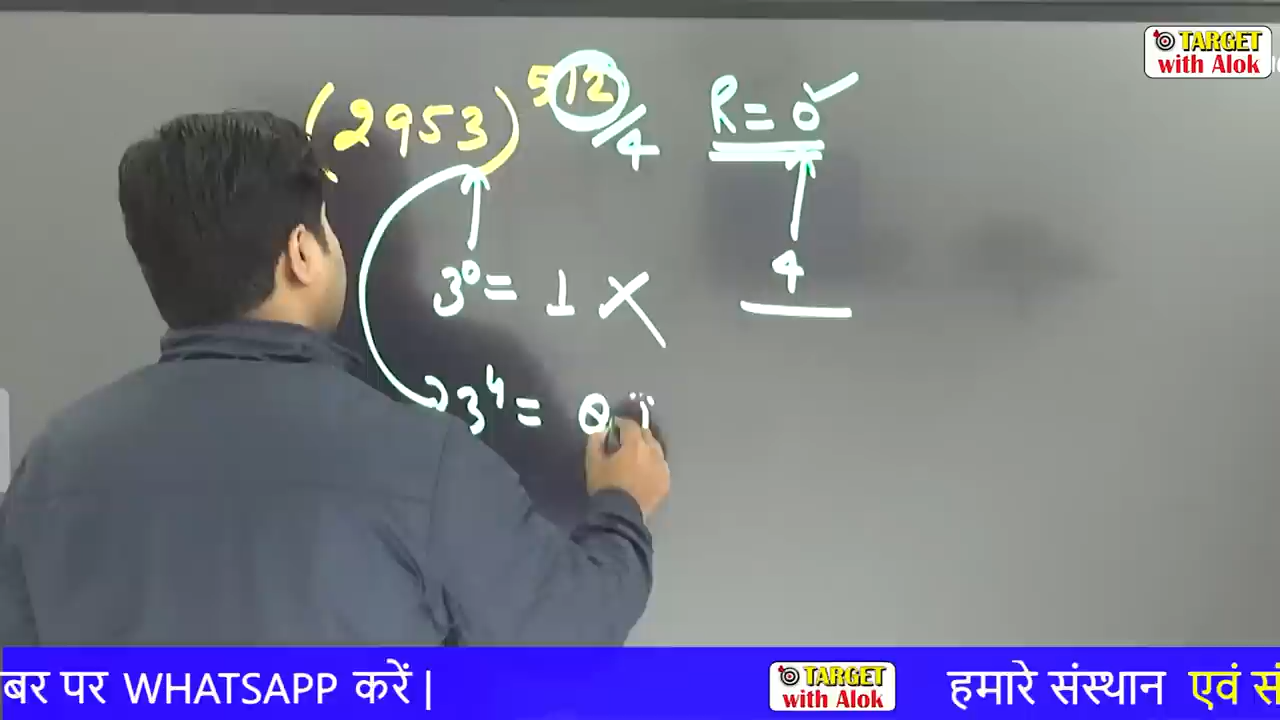 TARGET
with Alok
(2953)^512/4 R = 0 ✓
3^0 = 1 ×
4
3^4 =
बर पर WHATSAPP करें |
TARGET
with Alok
हमारे संस्थान एवं सं